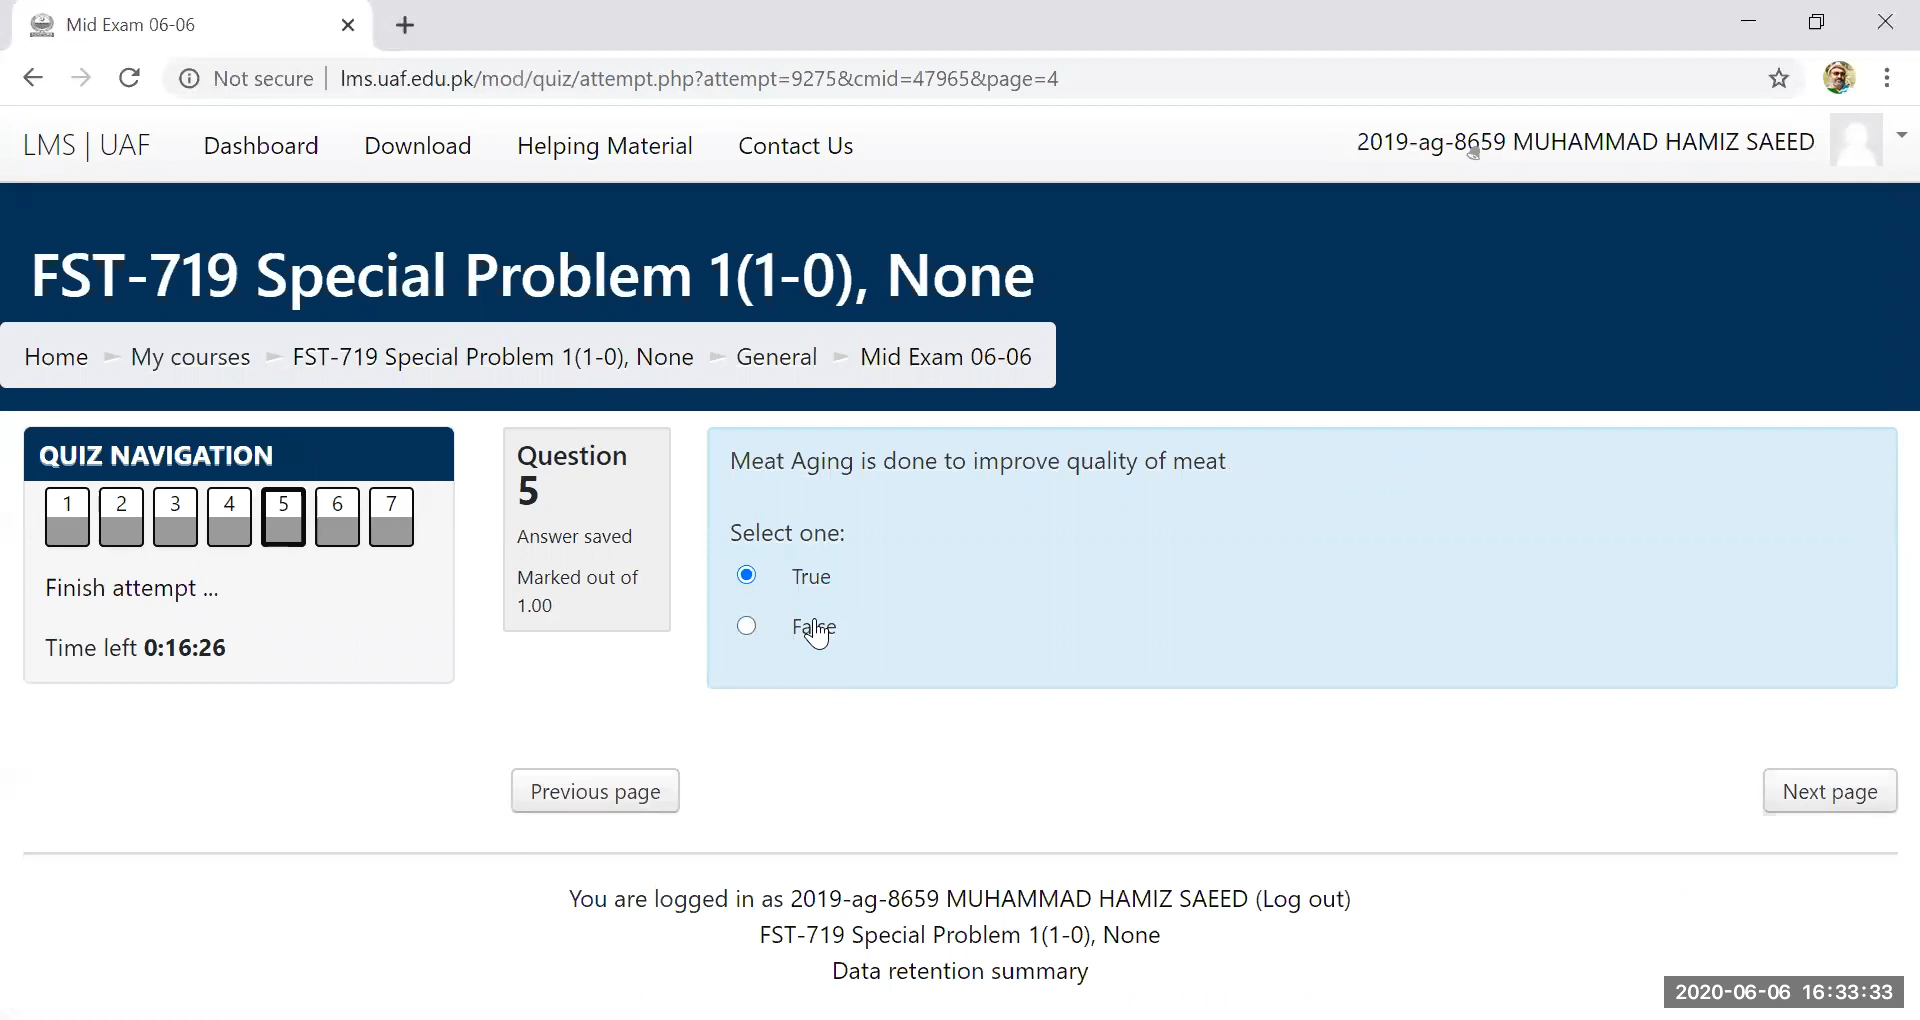 Mid Exam 06-06
Not secure | lms.uaf.edu.pk/mod/quiz/attempt.php?attempt=9275&cmid=47965&page=4
LMS | UAF Dashboard Download Helping Material Contact Us 2019-ag-8659 MUHAMMAD HAMIZ SAEED
FST-719 Special Problem 1(1-0), None
Home My courses FST-719 Special Problem 1(1-0), None General Mid Exam 06-06
QUIZ NAVIGATION
1 2 3 4 5 6 7
Finish attempt ...
Time left 0:16:26
Question
5
Answer saved
Marked out of
1.00
Meat Aging is done to improve quality of meat
Select one:
True
False
Previous page Next page
You are logged in as 2019-ag-8659 MUHAMMAD HAMIZ SAEED (Log out)
FST-719 Special Problem 1(1-0), None
Data retention summary
2020-06-06 16:33:33